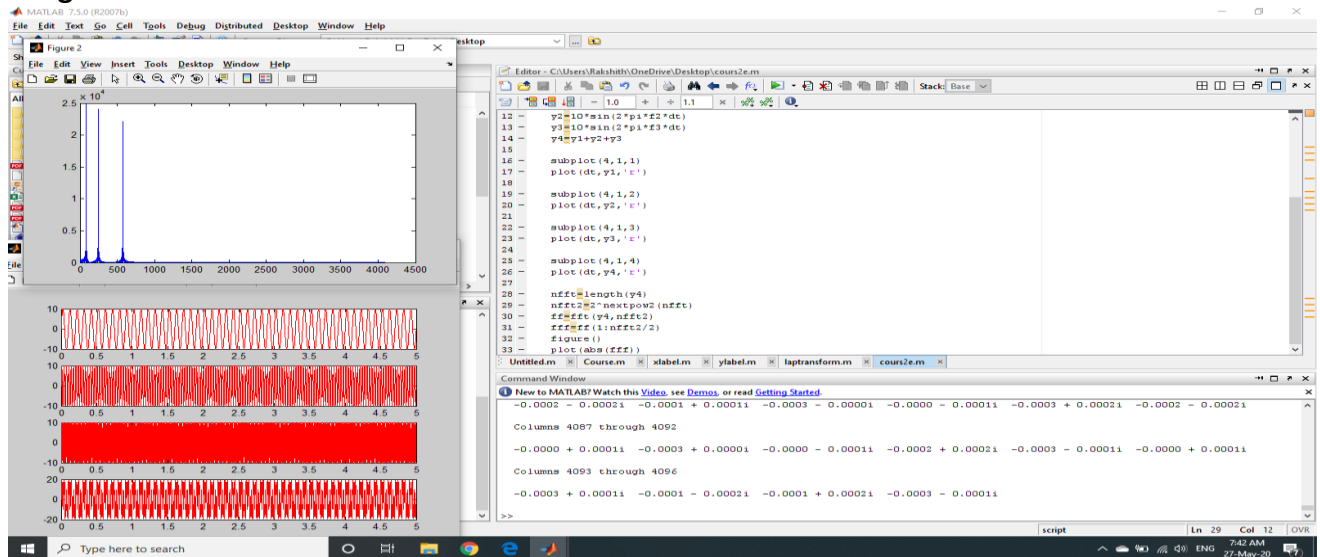 MATLAB 7.5.0 (R2007b)
File Edit Text Go Cell Tools Debug Distributed Desktop Window Help
esktop
Figure 2
File Edit View Insert Tools Desktop Window Help
x 10^4
2.5
2
1.5
1
0.5
0
0 500 1000 1500 2000 2500 3000 3500 4000 4500
10
0
-10
0 0.5 1 1.5 2 2.5 3 3.5 4 4.5 5
10
0
-10
0 0.5 1 1.5 2 2.5 3 3.5 4 4.5 5
10
0
-10
0 0.5 1 1.5 2 2.5 3 3.5 4 4.5 5
20
0
-20
0 0.5 1 1.5 2 2.5 3 3.5 4 4.5 5
Editor - C:\Users\Rakshith\OneDrive\Desktop\cours2e.m
Stack: Base
- 1.0 + ÷ 1.1 ×
12 - y2=10*sin(2*pi*f2*dt)
13 - y3=10*sin(2*pi*f3*dt)
14 - y4=y1+y2+y3
15
16 - subplot(4,1,1)
17 - plot(dt,y1,'r')
18
19 - subplot(4,1,2)
20 - plot(dt,y2,'r')
21
22 - subplot(4,1,3)
23 - plot(dt,y3,'r')
24
25 - subplot(4,1,4)
26 - plot(dt,y4,'r')
27
28 - nfft=length(y4)
29 - nfft2=2^nextpow2(nfft)
30 - ff=fft(y4,nfft2)
31 - fff=ff(1:nfft2/2)
32 - figure()
33 - plot(abs(fff))
Untitled.m × Course.m × xlabel.m × ylabel.m × laptransform.m × cours2e.m ×
Command Window
New to MATLAB? Watch this Video, see Demos, or read Getting Started.
-0.0002 - 0.0002i -0.0001 + 0.0001i -0.0003 - 0.0000i -0.0000 - 0.0001i -0.0003 + 0.0002i -0.0002 - 0.0002i
Columns 4087 through 4092
-0.0000 + 0.0001i -0.0003 + 0.0000i -0.0000 - 0.0001i -0.0002 + 0.0002i -0.0003 - 0.0001i -0.0000 + 0.0001i
Columns 4093 through 4096
-0.0003 + 0.0001i -0.0001 - 0.0002i -0.0001 + 0.0002i -0.0003 - 0.0001i
>>
script Ln 29 Col 12 OVR
Type here to search
ENG
7:42 AM
27-May-20